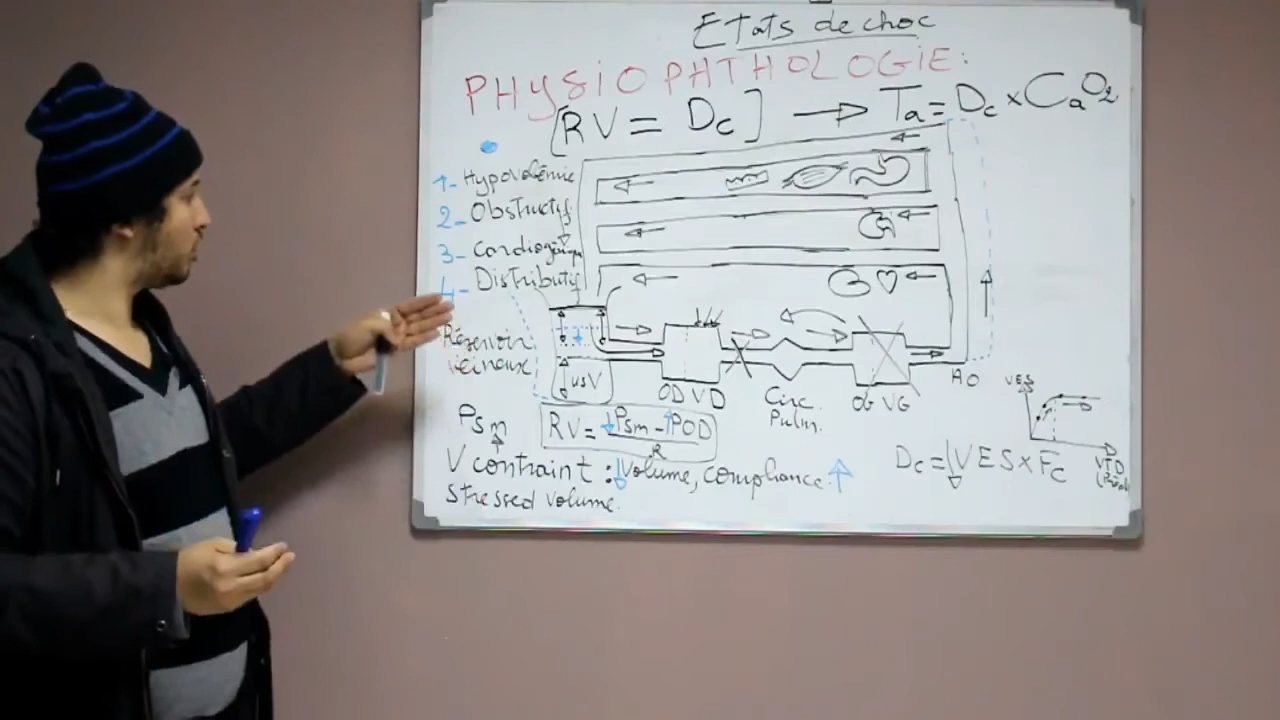 Etats de choc
PHYSIOPHTHOLOGIE:
[RV = Dc] → Ta = Dc × CaO2
1- Hypovolémie
2- Obstructif
3- Cardiogénique
4- Distributif
Réservoir
veineux
usV
OD VD
Circ.
Pulm.
OG VG
AO
Psm
RV = ↓Psm - ↑POD
R
V contraint : ↓Volume, compliance ↑
stressed volume.
Dc = ↓VES × Fc
VES
VTD